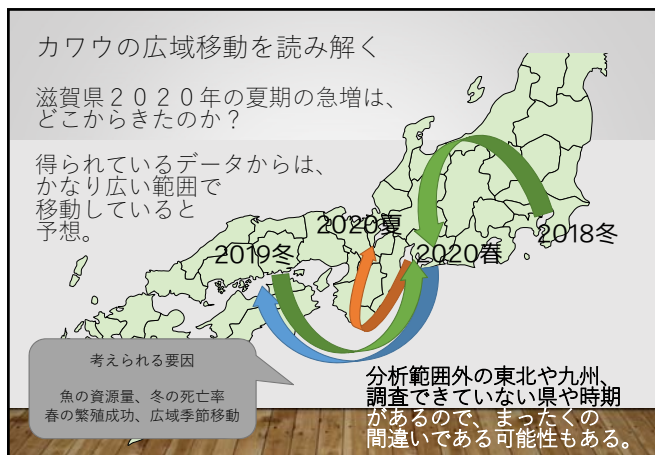 カワウの広域移動を読み解く
滋賀県２０２０年の夏期の急増は、
どこからきたのか？
得られているデータからは、
かなり広い範囲で
移動していると
予想。
2020夏
2018冬
2019冬
2020春
考えられる要因
魚の資源量、冬の死亡率
春の繁殖成功、広域季節移動
分析範囲外の東北や九州、
調査できていない県や時期
があるので、まったくの
間違いである可能性もある。